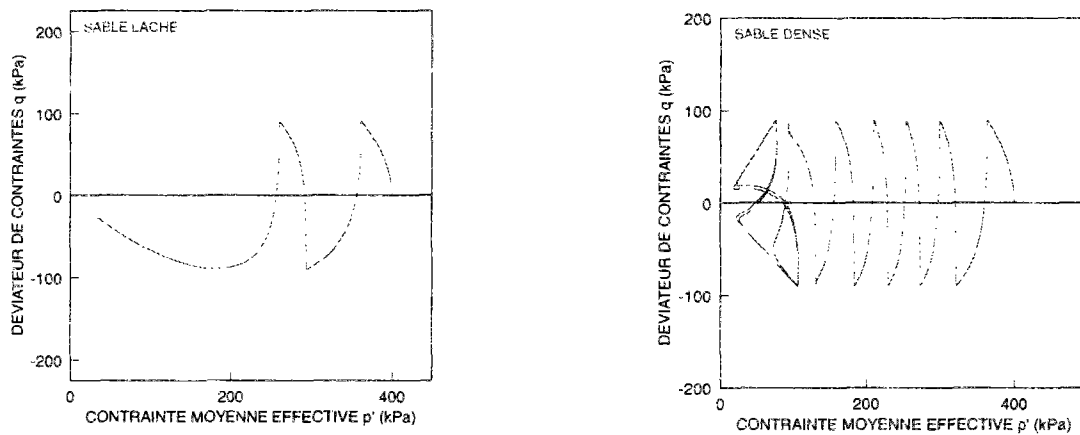 SABLE LACHE
DEVIATEUR DE CONTRAINTES q (kPa)
200
100
0
-100
-200
0
200
400
CONTRAINTE MOYENNE EFFECTIVE p' (kPa)
SABLE DENSE
DEVIATEUR DE CONTRAINTES q (kPa)
200
100
0
-100
-200
0
200
400
CONTRAINTE MOYENNE EFFECTIVE p' (kPa)